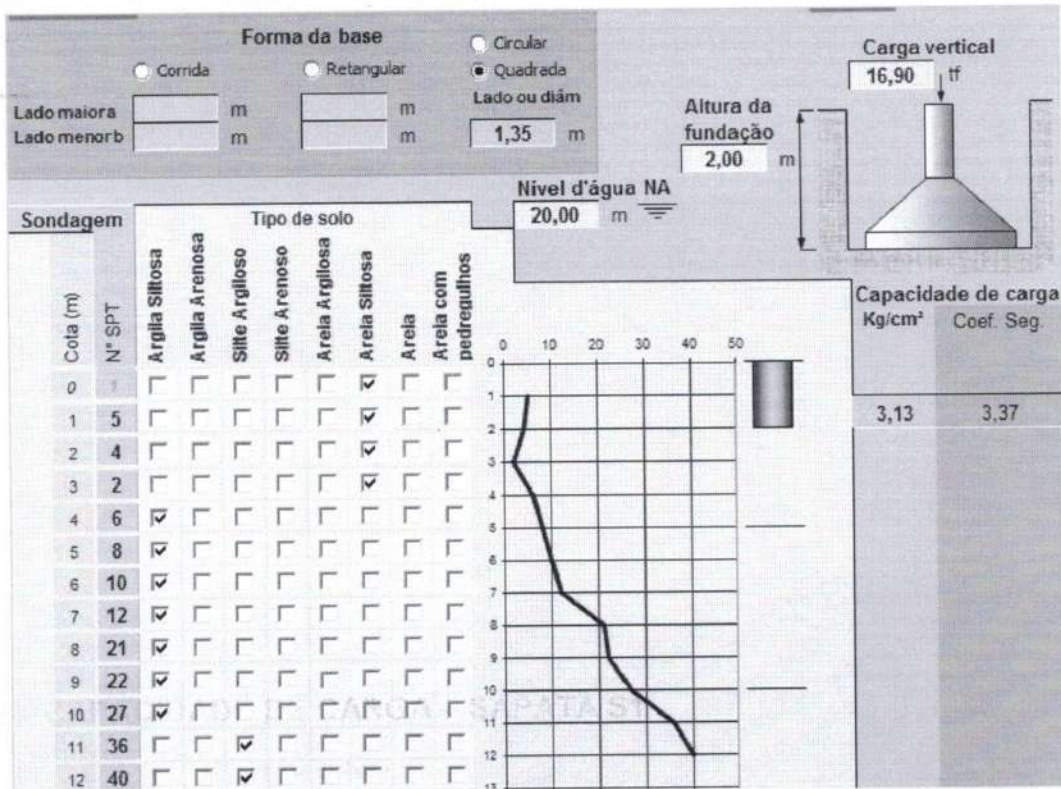 Forma da base
Corrida
Retangular
Circular
Quadrada
Lado maiora m m
Lado menorb m m
Lado ou diâm
1,35 m
Carga vertical
16,90 tf
Altura da
fundação
2,00 m
Nível d'água NA
20,00 m
Sondagem
Tipo de solo
Cota (m)
N° SPT
Argila Siltosa
Argila Arenosa
Silte Argiloso
Silte Arenoso
Areia Argilosa
Areia Siltosa
Areia
Areia com
pedregulhos
Capacidade de carga
Kg/cm² Coef. Seg.
3,13 3,37
0 1
1 5
2 4
3 2
4 6
5 8
6 10
7 12
8 21
9 22
10 27
11 36
12 40
0 10 20 30 40 50
0
1
2
3
4
5
6
7
8
9
10
11
12
13